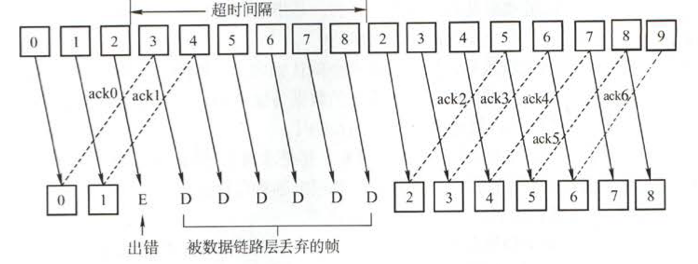 超时间隔
0 1 2 3 4 5 6 7 8 2 3 4 5 6 7 8 9
ack0 ack1 ack2 ack3 ack4 ack5 ack6
0 1 E D D D D D D 2 3 4 5 6 7 8
出错 被数据链路层丢弃的帧